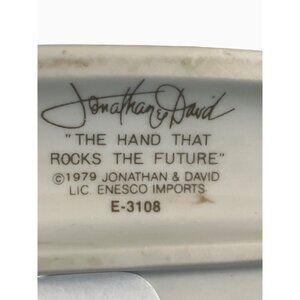 Jonathan & David
"THE HAND THAT
ROCKS THE FUTURE"
©1979 JONATHAN & DAVID
LIC. ENESCO IMPORTS
E-3108